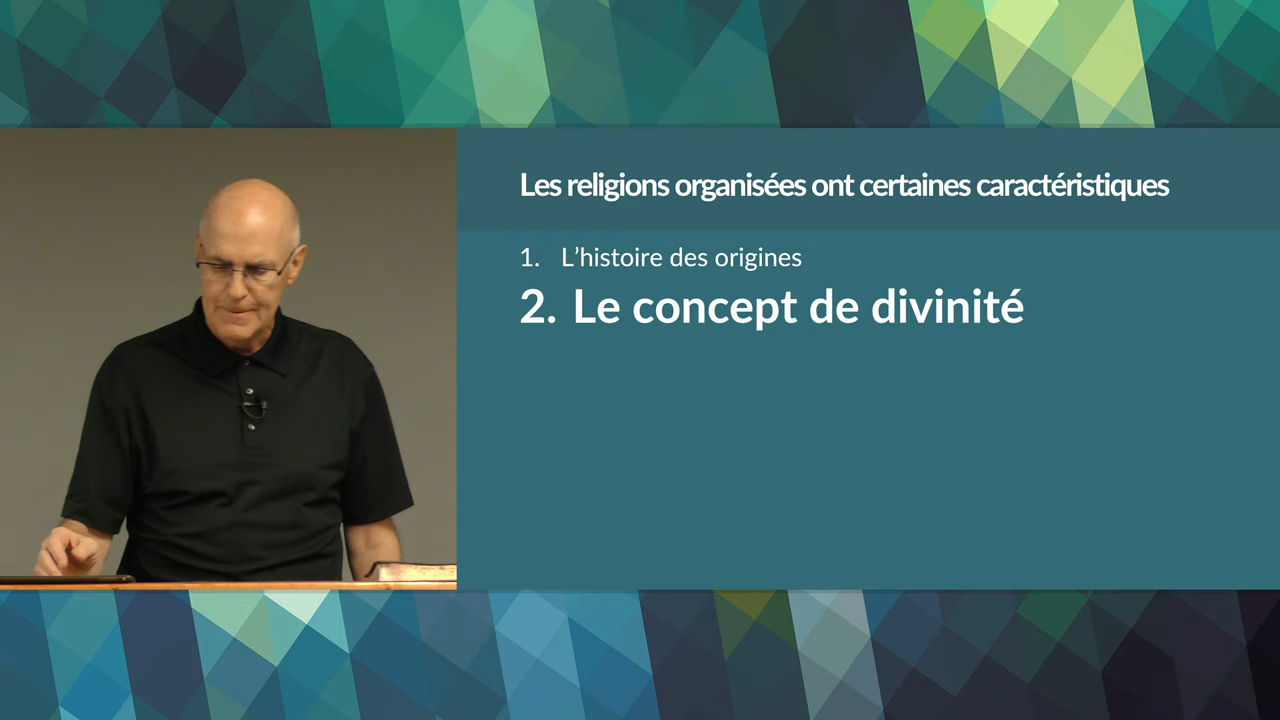 Les religions organisées ont certaines caractéristiques
1. L’histoire des origines
2. Le concept de divinité